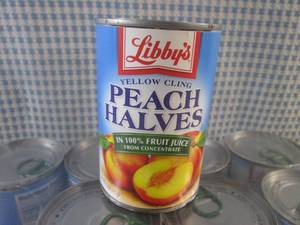 Libby's
YELLOW CLING
PEACH
HALVES
IN 100% FRUIT JUICE
FROM CONCENTRATE